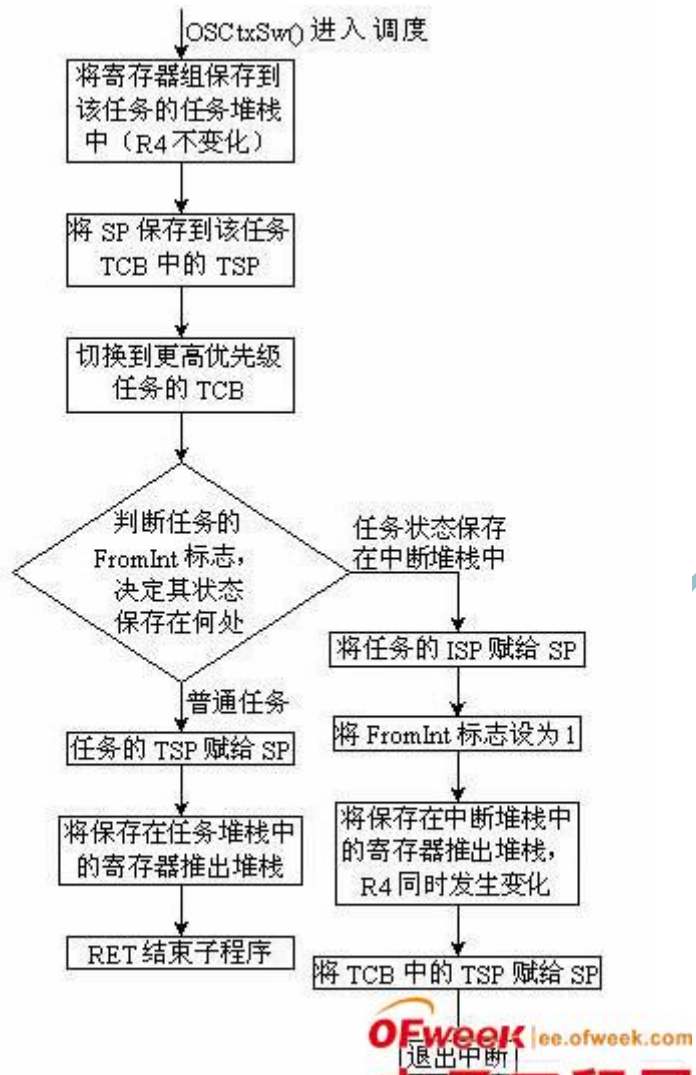 OSCtxSw() 进入 调度
将寄存器组保存到
该任务的任务堆栈
中（R4不变化）
将 SP 保存到该任务
TCB 中的 TSP
切换到更高优先级
任务的 TCB
判断任务的
FromInt 标志，
决定其状态
保存在何处
任务状态保存
在中断堆栈中
普通任务
任务的 TSP 赋给 SP
将保存在任务堆栈中
的寄存器推出堆栈
RET 结束子程序
将任务的 ISP 赋给 SP
将 FromInt 标志设为 1
将保存在中断堆栈中
的寄存器推出堆栈，
R4 同时发生变化
将 TCB 中的 TSP 赋给 SP
OFweek ee.ofweek.com
退出中断